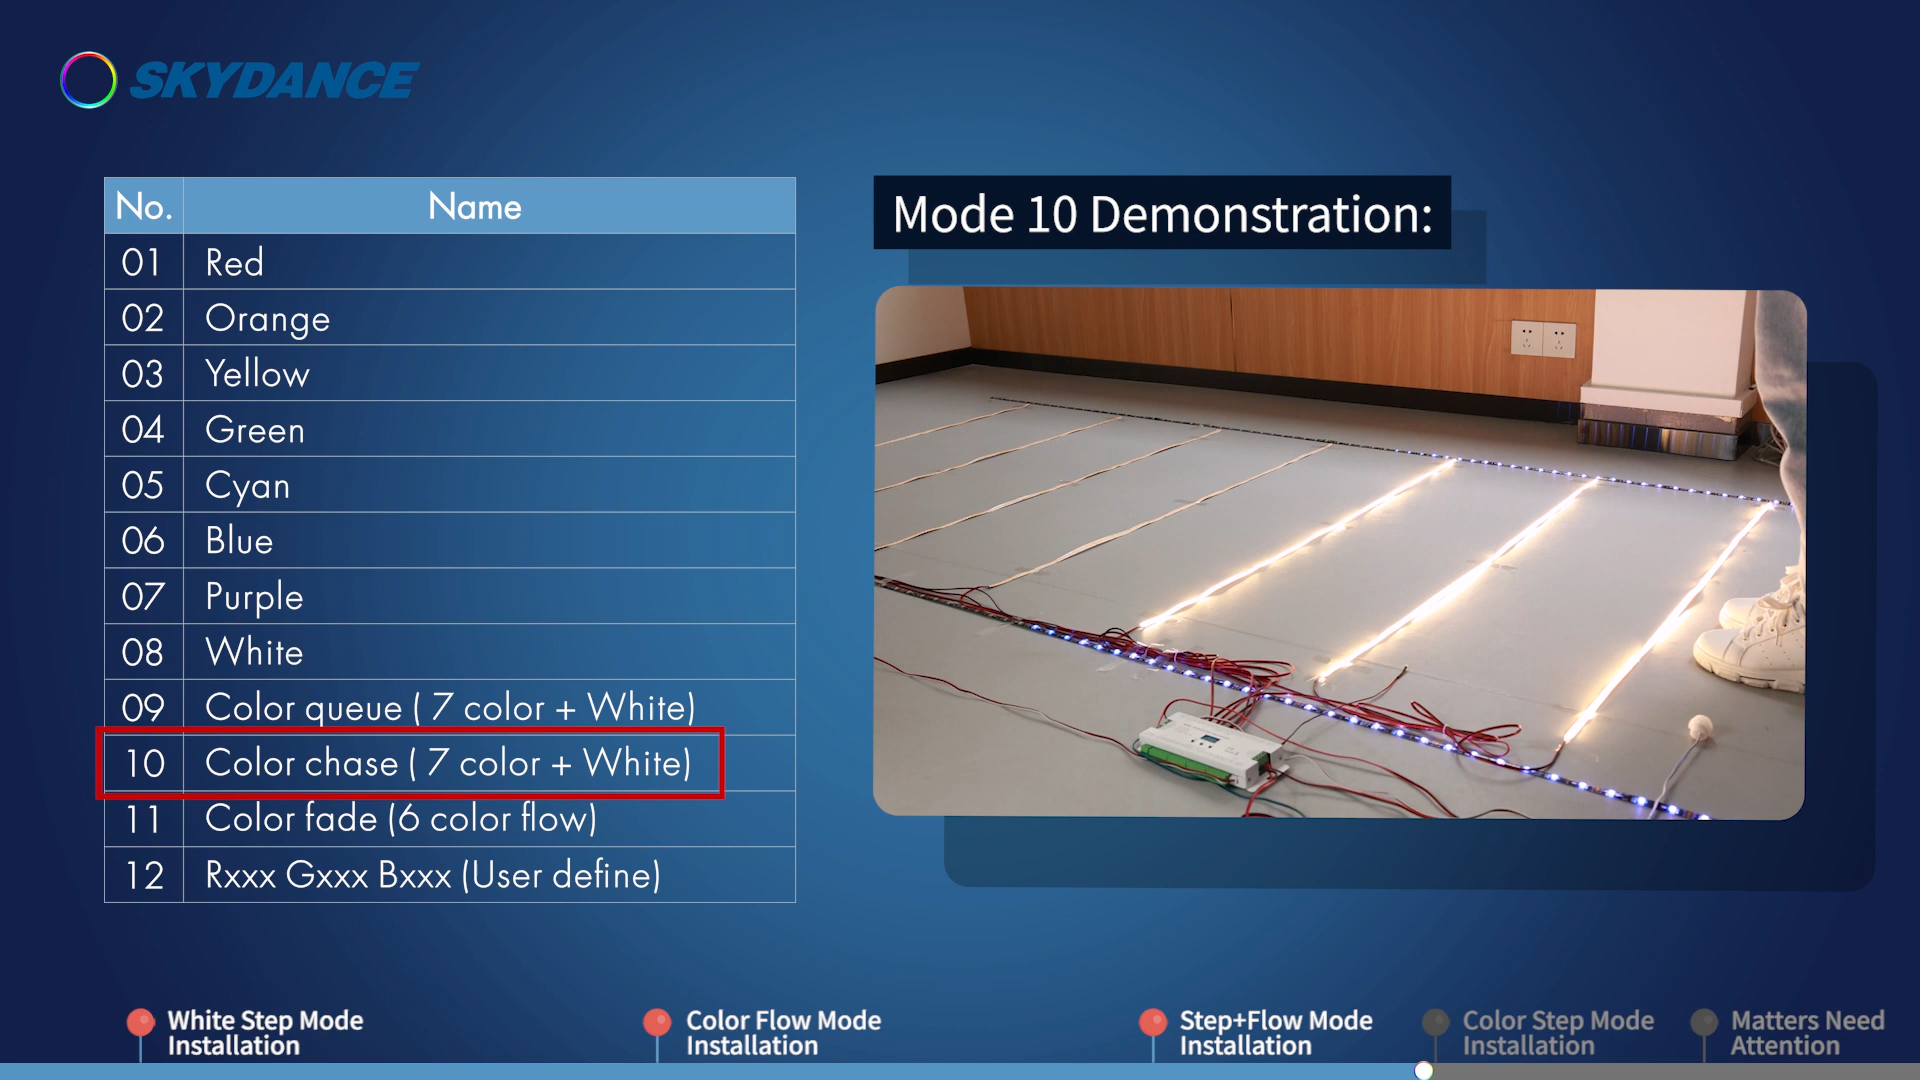 SKYDANCE
No. Name
01 Red
02 Orange
03 Yellow
04 Green
05 Cyan
06 Blue
07 Purple
08 White
09 Color queue ( 7 color + White)
10 Color chase ( 7 color + White)
11 Color fade (6 color flow)
12 Rxxx Gxxx Bxxx (User define)
Mode 10 Demonstration:
White Step Mode
Installation
Color Flow Mode
Installation
Step+Flow Mode
Installation
Color Step Mode
Installation
Matters Need
Attention